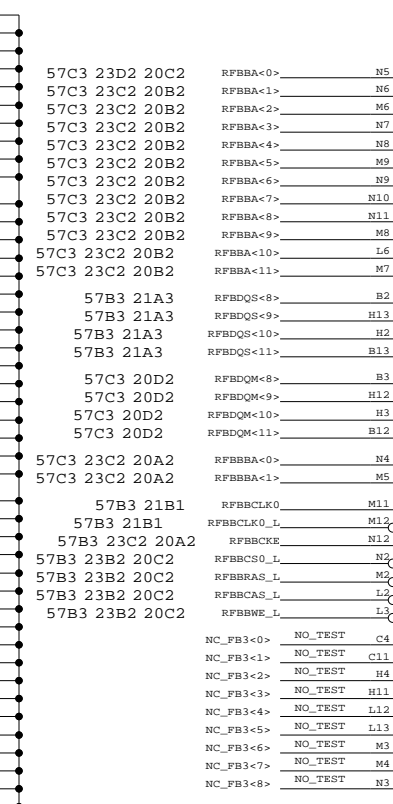 57C3 23D2 20C2 RFBBA<0> N5
57C3 23C2 20B2 RFBBA<1> N6
57C3 23C2 20B2 RFBBA<2> M6
57C3 23C2 20B2 RFBBA<3> N7
57C3 23C2 20B2 RFBBA<4> N8
57C3 23C2 20B2 RFBBA<5> M9
57C3 23C2 20B2 RFBBA<6> N9
57C3 23C2 20B2 RFBBA<7> N10
57C3 23C2 20B2 RFBBA<8> N11
57C3 23C2 20B2 RFBBA<9> M8
57C3 23C2 20B2 RFBBA<10> L6
57C3 23C2 20B2 RFBBA<11> M7
57B3 21A3 RFBDQS<8> B2
57B3 21A3 RFBDQS<9> H13
57B3 21A3 RFBDQS<10> H2
57B3 21A3 RFBDQS<11> B13
57C3 20D2 RFBDQM<8> B3
57C3 20D2 RFBDQM<9> H12
57C3 20D2 RFBDQM<10> H3
57C3 20D2 RFBDQM<11> B12
57C3 23C2 20A2 RFBBBA<0> N4
57C3 23C2 20A2 RFBBBA<1> M5
57B3 21B1 RFBBCLK0 M11
57B3 21B1 RFBBCLK0_L M12
57B3 23C2 20A2 RFBBCKE N12
57B3 23B2 20C2 RFBBCS0_L N2
57B3 23B2 20C2 RFBBRAS_L M2
57B3 23B2 20C2 RFBBCAS_L L2
57B3 23B2 20C2 RFBBWE_L L3
NC_FB3<0> NO_TEST C4
NC_FB3<1> NO_TEST C11
NC_FB3<2> NO_TEST H4
NC_FB3<3> NO_TEST H11
NC_FB3<4> NO_TEST L12
NC_FB3<5> NO_TEST L13
NC_FB3<6> NO_TEST M3
NC_FB3<7> NO_TEST M4
NC_FB3<8> NO_TEST N3